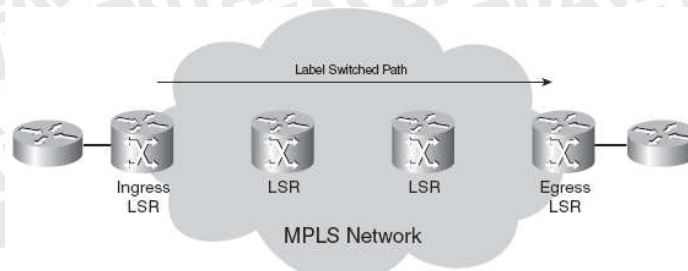 Label Switched Path
Ingress
LSR
LSR
LSR
Egress
LSR
MPLS Network